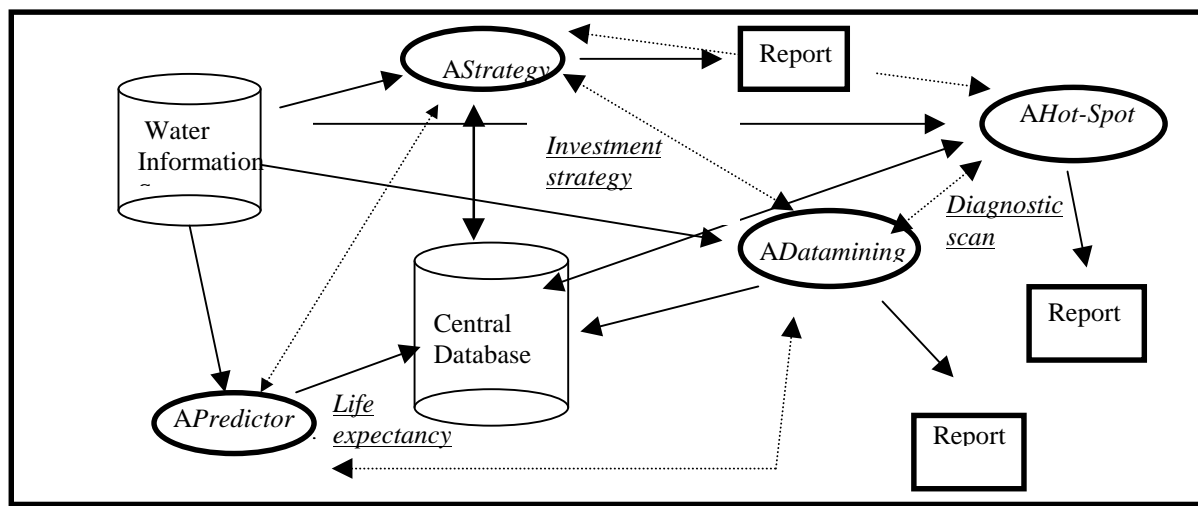 AStrategy
Report
Water
Information
AHot-Spot
Investment
strategy
Diagnostic
scan
ADatamining
Central
Database
Report
APredictor
Life
expectancy
Report